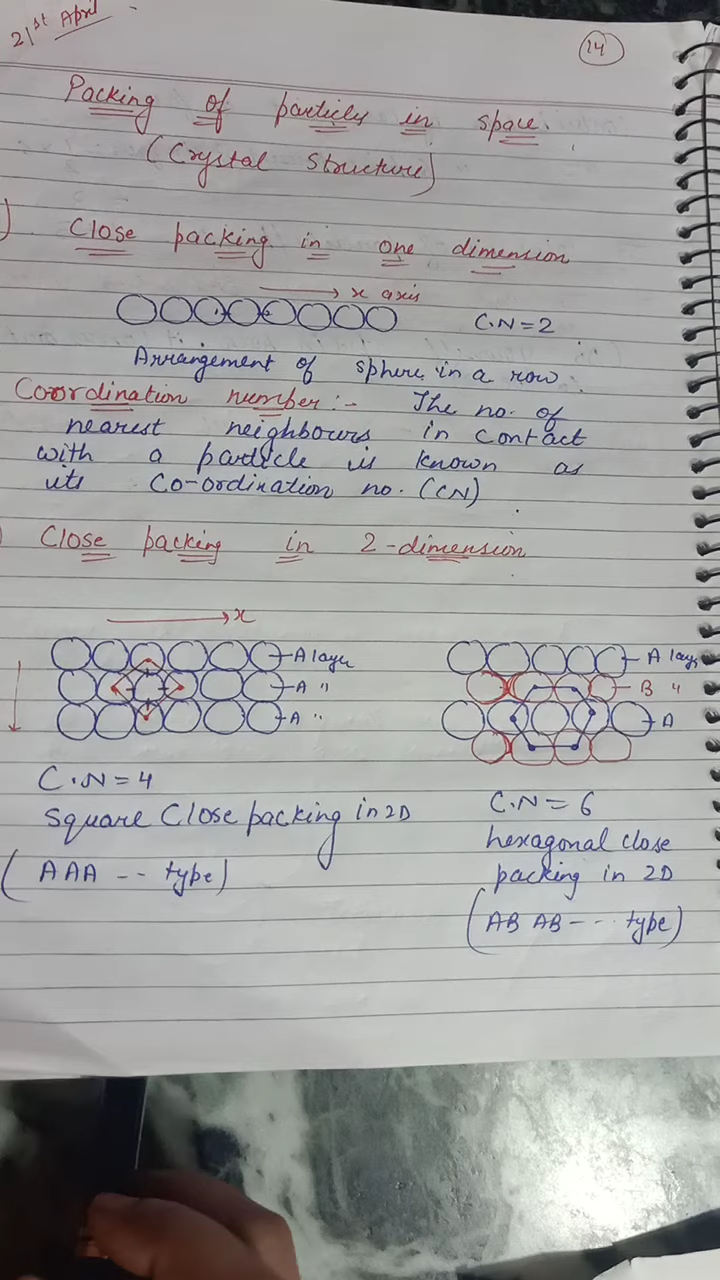 21st April
14
Packing of particles in space.
(Crystal Structure)
) Close packing in one dimension
x axis
C.N=2
Arrangement of sphere in a row
Coordination number:- The no. of
nearest neighbours in contact
with a particle is known as
its Co-ordination no. (CN)
) Close packing in 2-dimension
x
A layer
A "
A "
A laye
B "
A
C.N=4
Square Close packing in 2D
(AAA -- type)
C.N=6
hexagonal close
packing in 2D
(AB AB --- type)